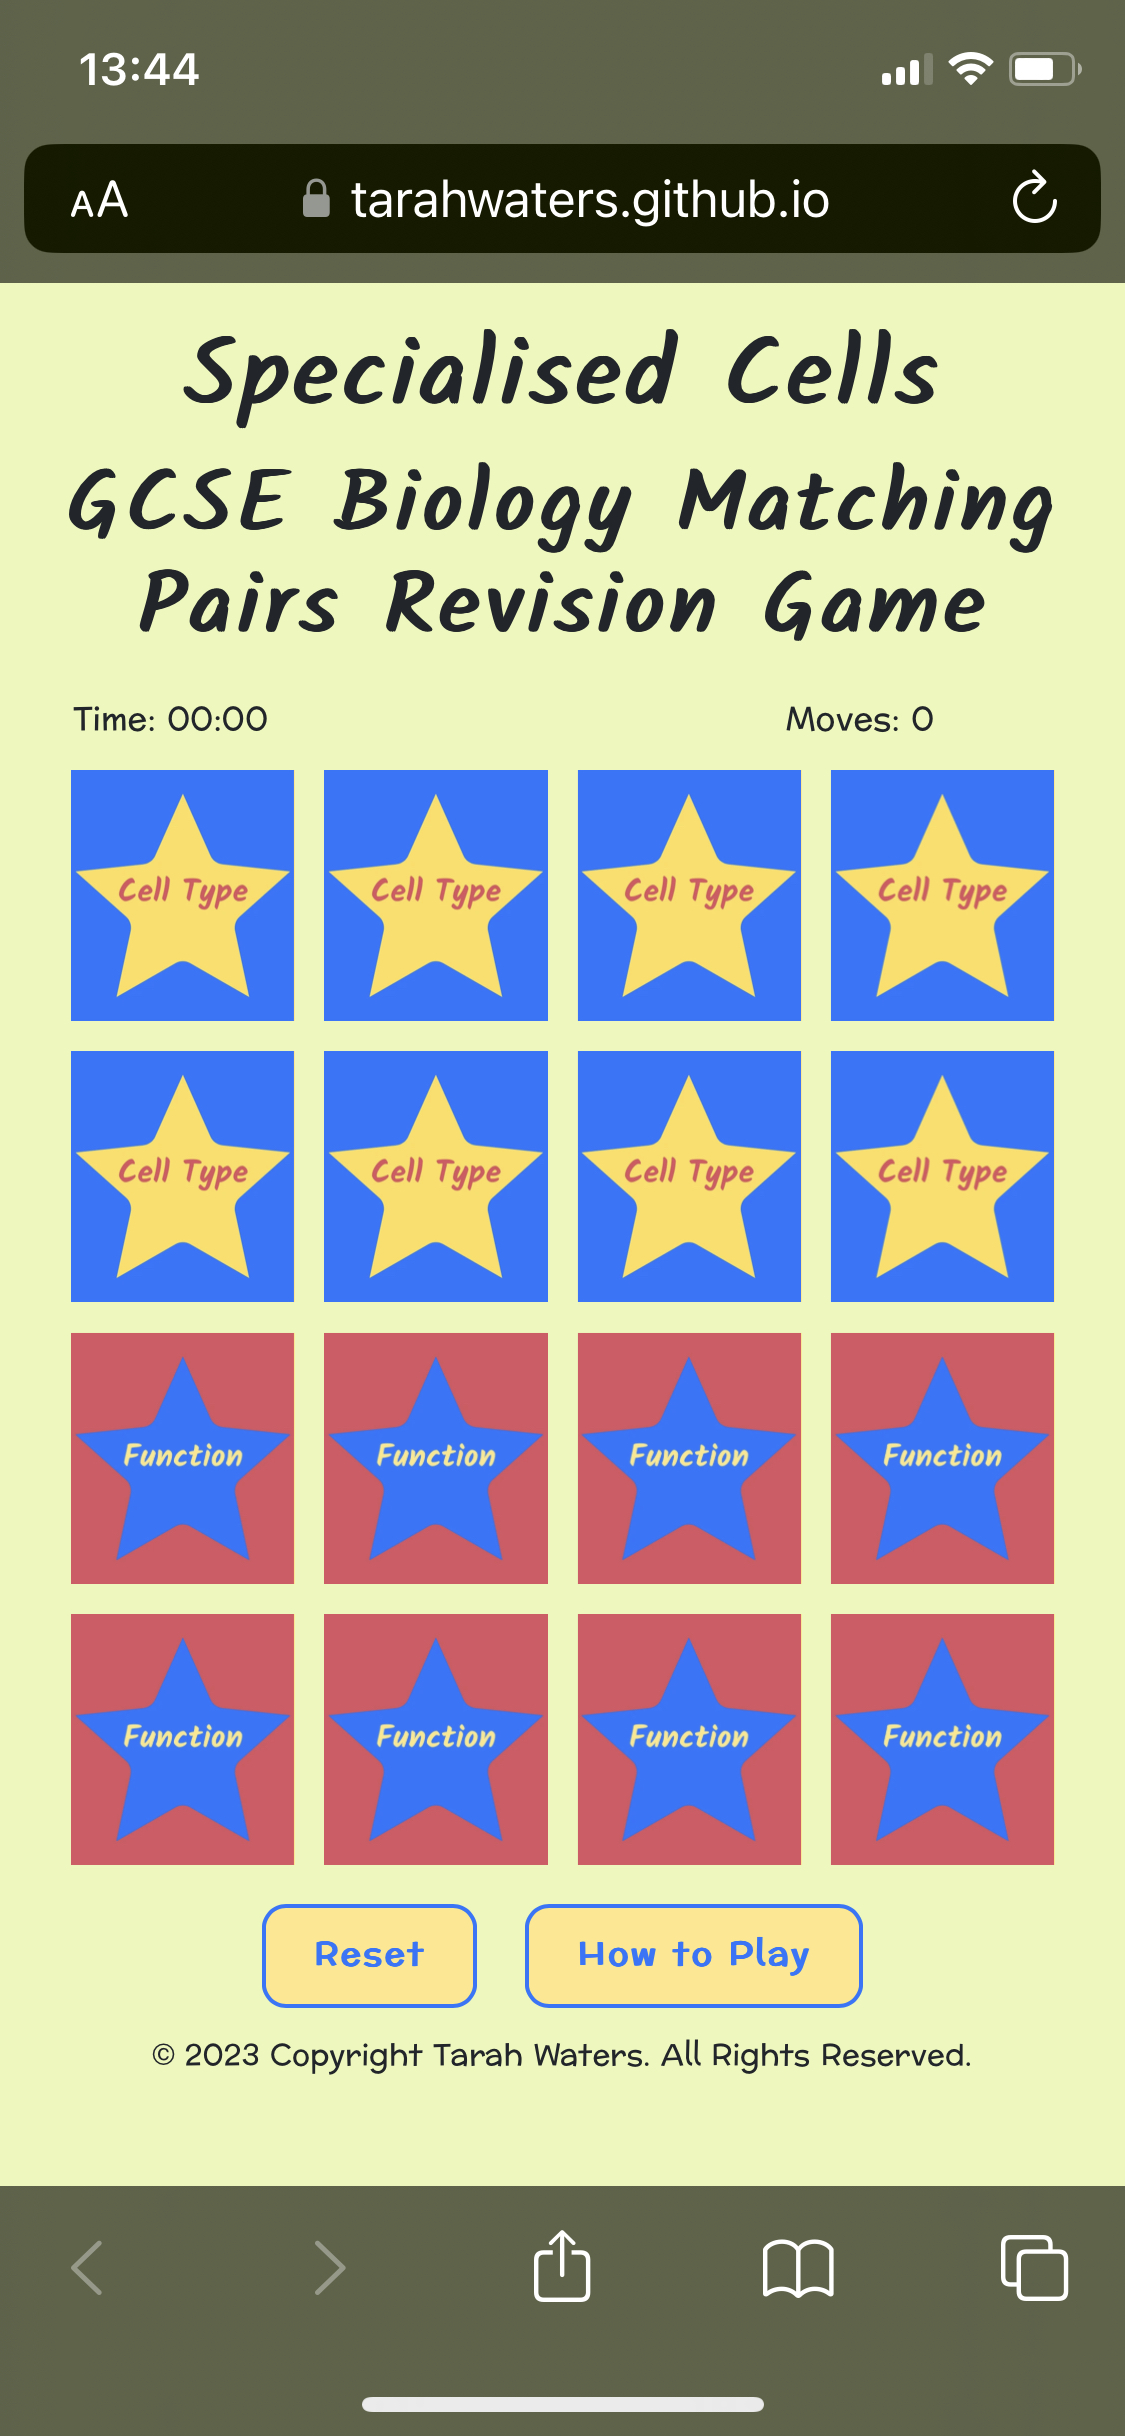 13:44
AA tarahwaters.github.io
Specialised Cells
GCSE Biology Matching
Pairs Revision Game
Time: 00:00 Moves: 0
Cell Type Cell Type Cell Type Cell Type
Cell Type Cell Type Cell Type Cell Type
Function Function Function Function
Function Function Function Function
Reset How to Play
© 2023 Copyright Tarah Waters. All Rights Reserved.